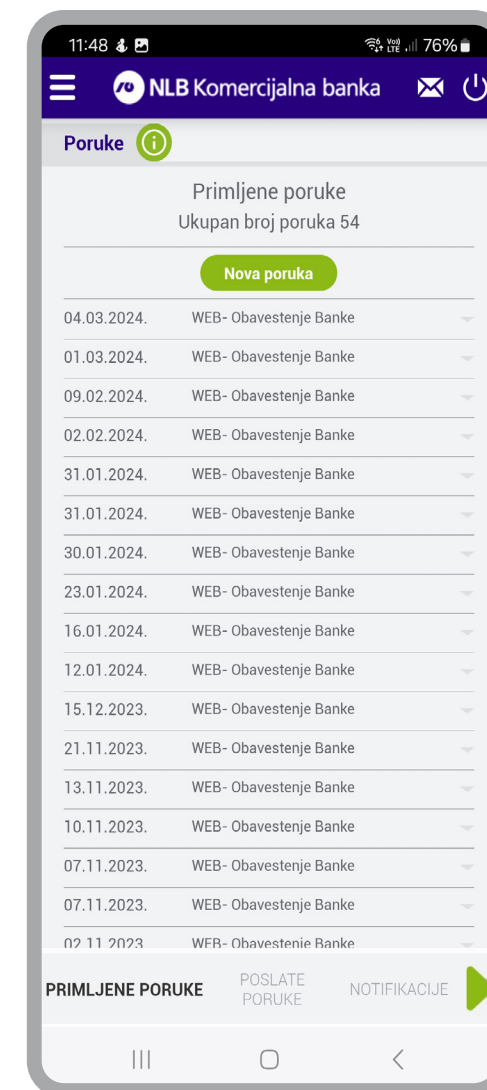 11:48 76%
NLB Komercijalna banka
Poruke
Primljene poruke
Ukupan broj poruka 54
Nova poruka
04.03.2024. WEB- Obavestenje Banke
01.03.2024. WEB- Obavestenje Banke
09.02.2024. WEB- Obavestenje Banke
02.02.2024. WEB- Obavestenje Banke
31.01.2024. WEB- Obavestenje Banke
31.01.2024. WEB- Obavestenje Banke
30.01.2024. WEB- Obavestenje Banke
23.01.2024. WEB- Obavestenje Banke
16.01.2024. WEB- Obavestenje Banke
12.01.2024. WEB- Obavestenje Banke
15.12.2023. WEB- Obavestenje Banke
21.11.2023. WEB- Obavestenje Banke
13.11.2023. WEB- Obavestenje Banke
10.11.2023. WEB- Obavestenje Banke
07.11.2023. WEB- Obavestenje Banke
07.11.2023. WEB- Obavestenje Banke
02.11.2023 WEB- Obavestenje Banke
PRIMLJENE PORUKE
POSLATE
PORUKE
NOTIFIKACIJE